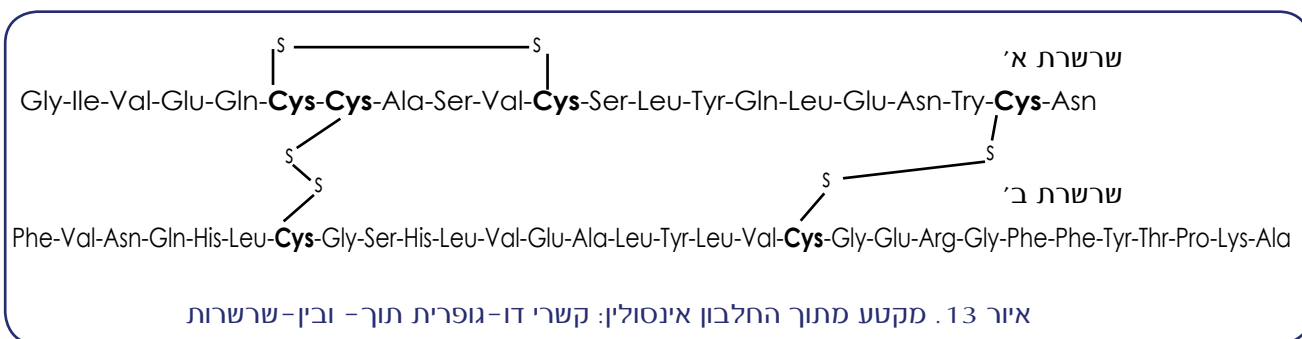 S S
שרשרת א'
Gly-Ile-Val-Glu-Gln-Cys-Cys-Ala-Ser-Val-Cys-Ser-Leu-Tyr-Gln-Leu-Glu-Asn-Try-Cys-Asn
S S
S S
שרשרת ב'
Phe-Val-Asn-Gln-His-Leu-Cys-Gly-Ser-His-Leu-Val-Glu-Ala-Leu-Tyr-Leu-Val-Cys-Gly-Glu-Arg-Gly-Phe-Phe-Tyr-Thr-Pro-Lys-Ala
איור 13. מקטע מתוך החלבון אינסולין: קשרי דו-גופרית תוך- ובין-שרשרות